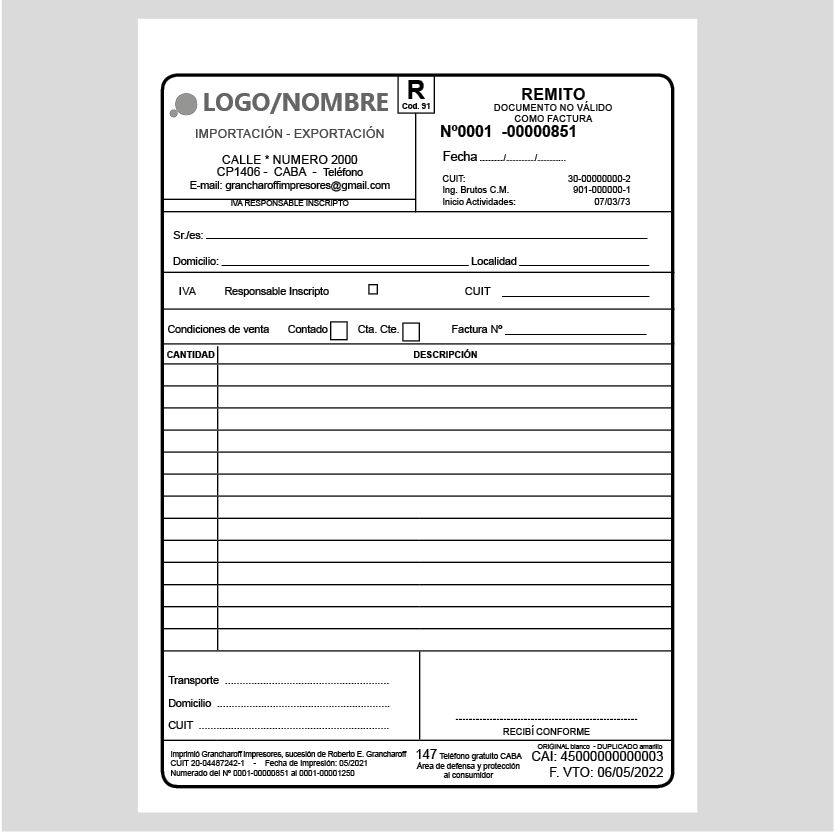 LOGO/NOMBRE
IMPORTACIÓN - EXPORTACIÓN
CALLE * NUMERO 2000
CP1406 - CABA - Teléfono
E-mail: grancharoffimpresores@gmail.com
IVA RESPONSABLE INSCRIPTO
R
Cod. 91
REMITO
DOCUMENTO NO VÁLIDO
COMO FACTURA
Nº0001 -00000851
Fecha ......../........./.........
CUIT: 30-00000000-2
Ing. Brutos C.M. 901-000000-1
Inicio Actividades: 07/03/73
Sr./es:
Domicilio: Localidad
IVA Responsable Inscripto CUIT
Condiciones de venta Contado Cta. Cte. Factura Nº
CANTIDAD DESCRIPCIÓN
Transporte
Domicilio
CUIT
RECIBÍ CONFORME
Imprimió Grancharoff Impresores, sucesión de Roberto E. Grancharoff
CUIT 20-04487242-1 - Fecha de Impresión: 05/2021
Numerado del Nº 0001-00000851 al 0001-00001250
147 Teléfono gratuito CABA
Área de defensa y protección
al consumidor
ORIGINAL blanco - DUPLICADO amarillo
CAI: 45000000000003
F. VTO: 06/05/2022